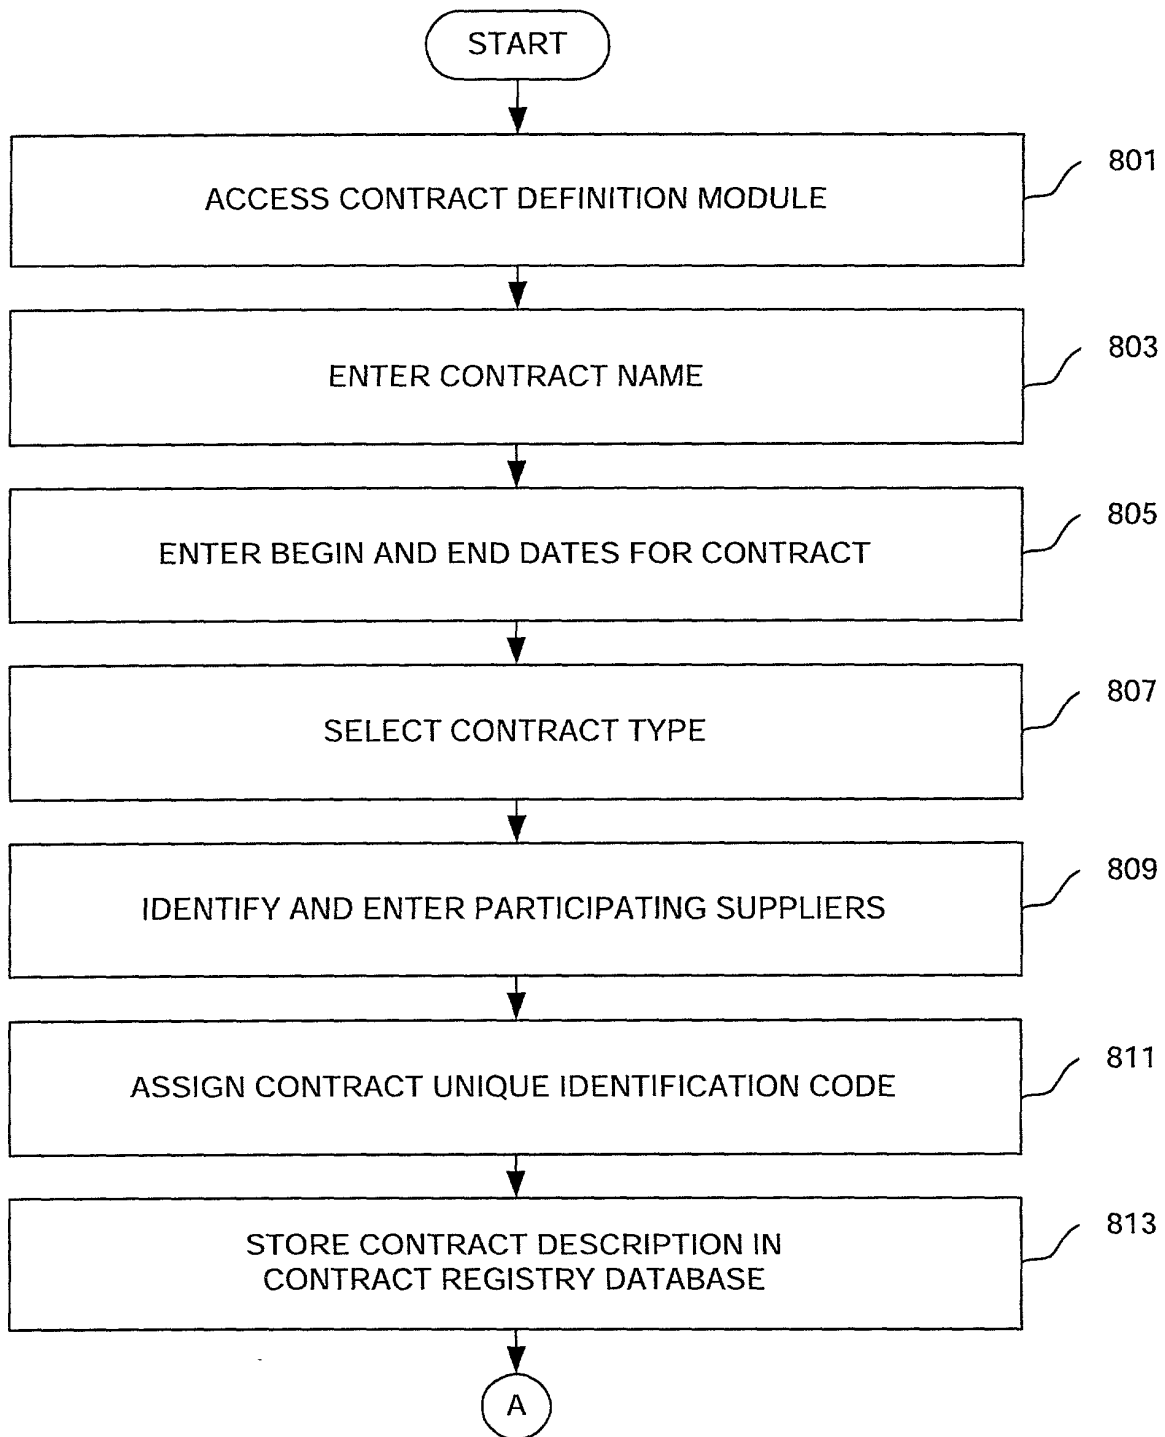 START
ACCESS CONTRACT DEFINITION MODULE
801
ENTER CONTRACT NAME
803
ENTER BEGIN AND END DATES FOR CONTRACT
805
SELECT CONTRACT TYPE
807
IDENTIFY AND ENTER PARTICIPATING SUPPLIERS
809
ASSIGN CONTRACT UNIQUE IDENTIFICATION CODE
811
STORE CONTRACT DESCRIPTION IN
CONTRACT REGISTRY DATABASE
813
A